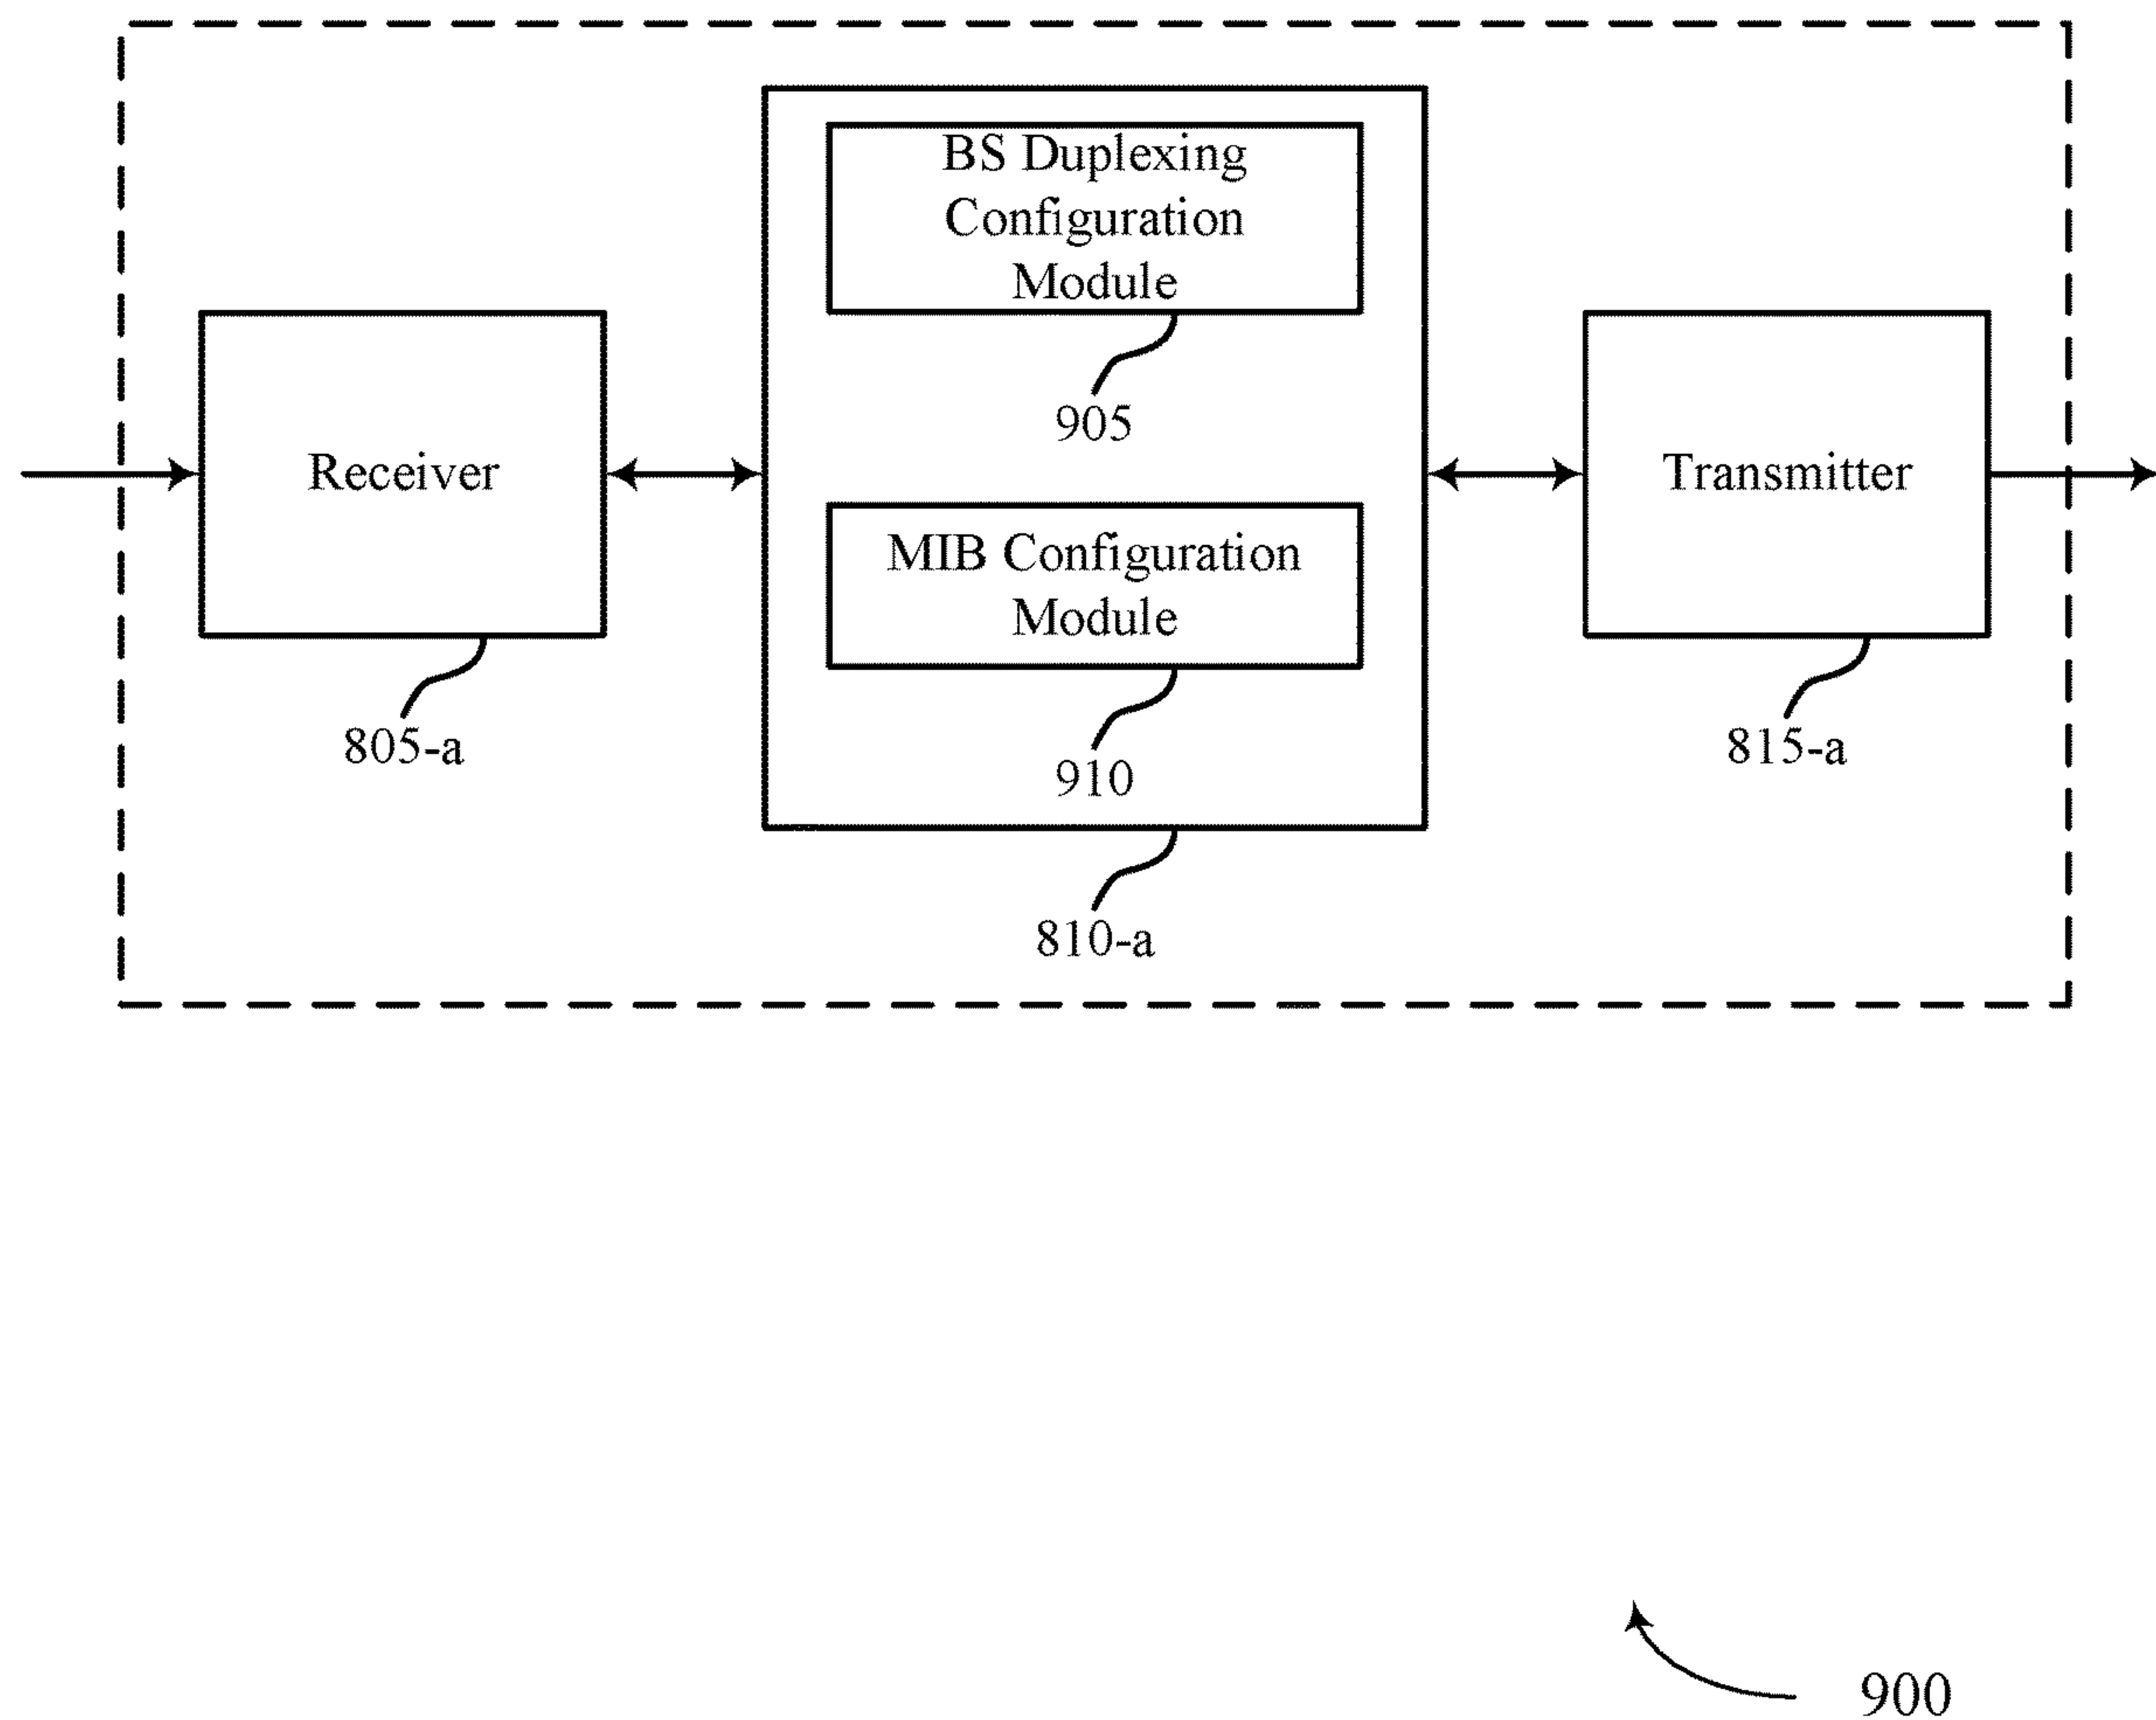 BS Duplexing
Configuration
Module
905
Receiver
805-a
MIB Configuration
Module
910
810-a
Transmitter
815-a
900